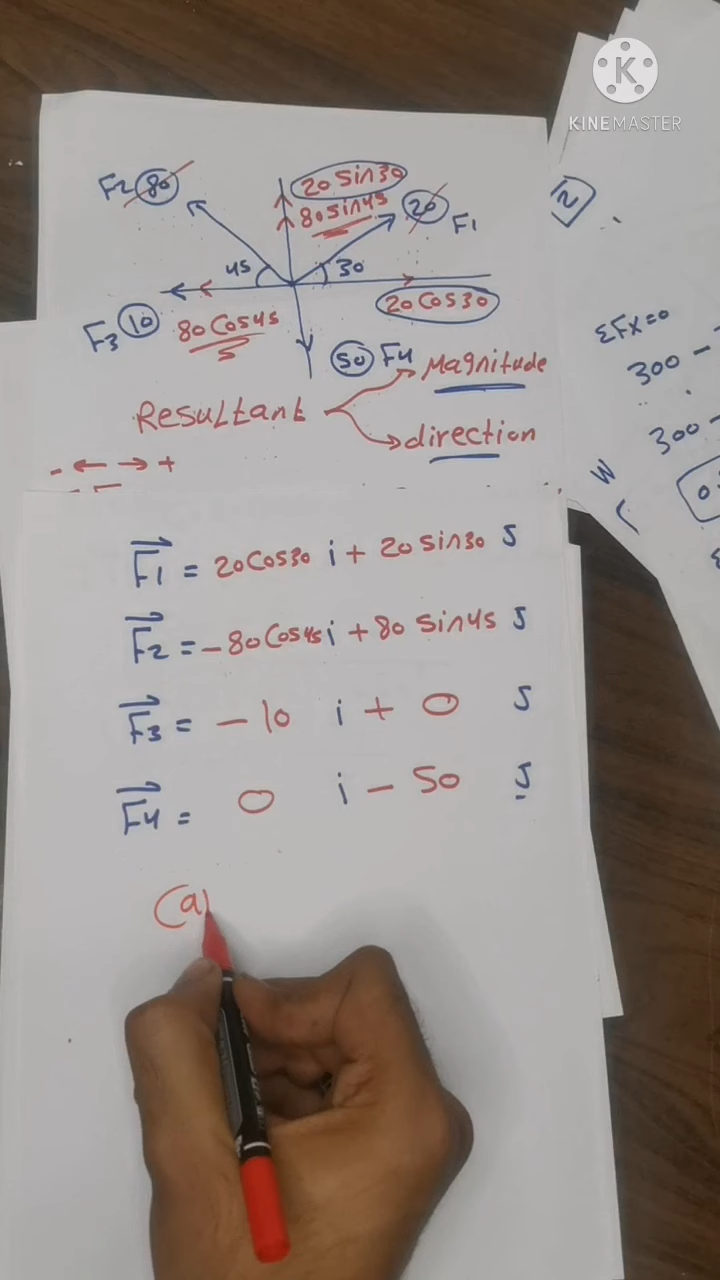 K
KINEMASTER
F2 80
20 sin30
80 sin45
20
F1
2
45
30
F3 10
80 Cos45
20 Cos30
50 F4
Resultant
Magnitude
direction
- ← → +
ΣFX=0
300 -
300 -
W
F1 = 20Cos30 i + 20 sin30 J
F2 = -80Cos45 i + 80 sin45 J
F3 = - 10 i + 0 J
F4 = 0 i - 50 J
(a)